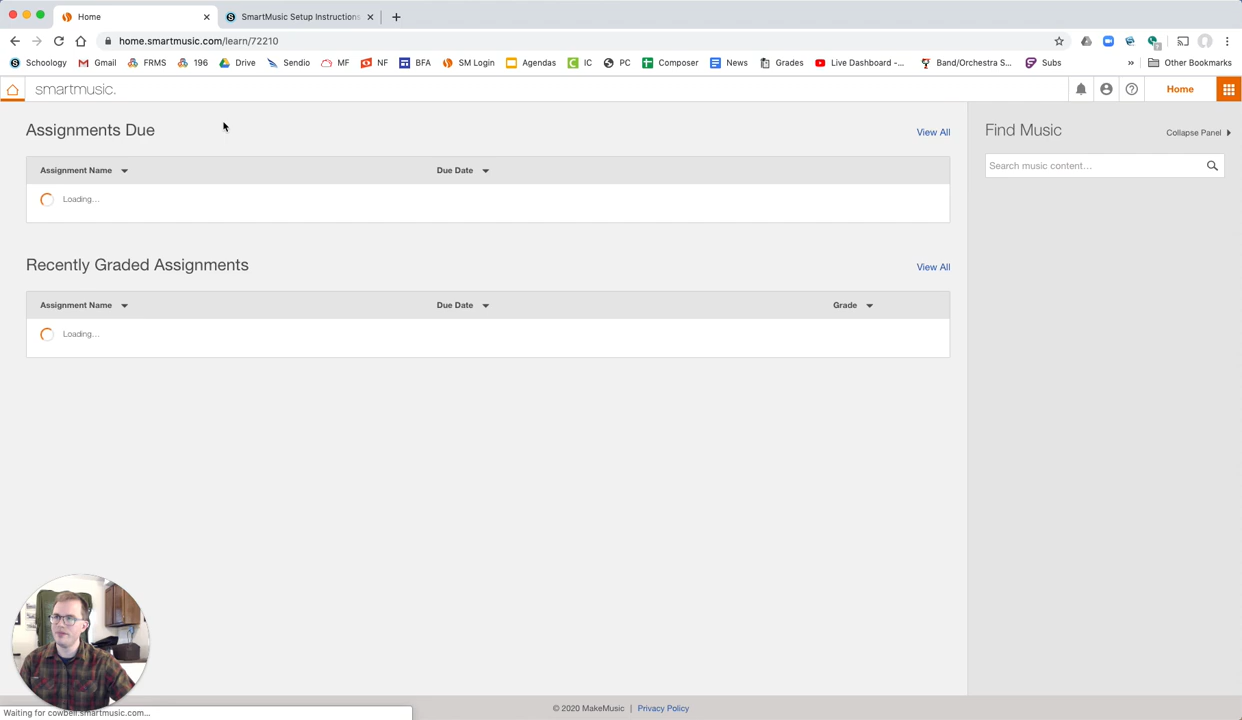 Home
SmartMusic Setup Instructions
home.smartmusic.com/learn/72210
Schoology Gmail FRMS 196 Drive Sendio MF NF BFA SM Login Agendas IC PC Composer News Grades Live Dashboard -... Band/Orchestra S... Subs » Other Bookmarks
smartmusic.
Home
Assignments Due
View All
Assignment Name Due Date
Loading...
Recently Graded Assignments
View All
Assignment Name Due Date Grade
Loading...
Find Music
Collapse Panel
Search music content...
© 2020 MakeMusic | Privacy Policy
Waiting for cowbell.smartmusic.com...